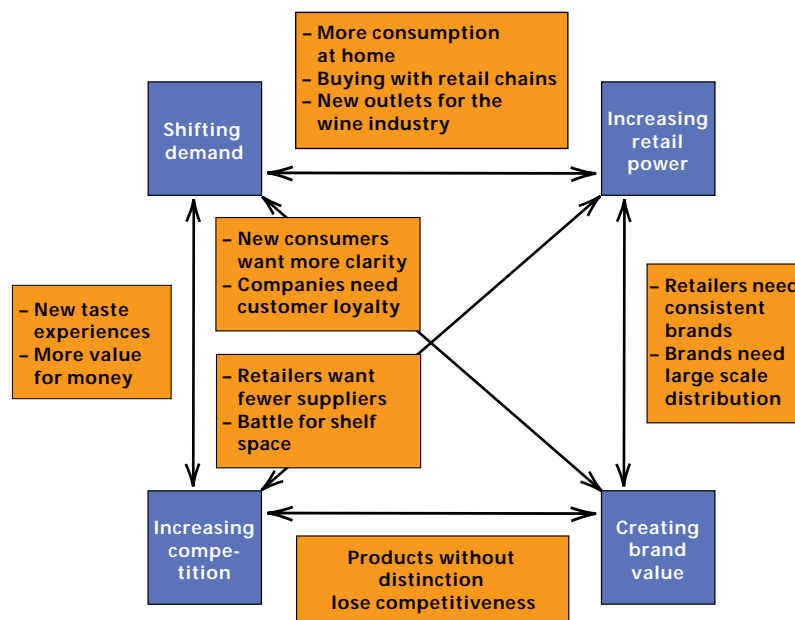 – More consumption
at home
– Buying with retail chains
– New outlets for the
wine industry
Shifting
demand
Increasing
retail
power
– New consumers
want more clarity
– Companies need
customer loyalty
– New taste
experiences
– More value
for money
– Retailers need
consistent
brands
– Brands need
large scale
distribution
– Retailers want
fewer suppliers
– Battle for shelf
space
Increasing
compe-
tition
Creating
brand
value
Products without
distinction
lose competitiveness